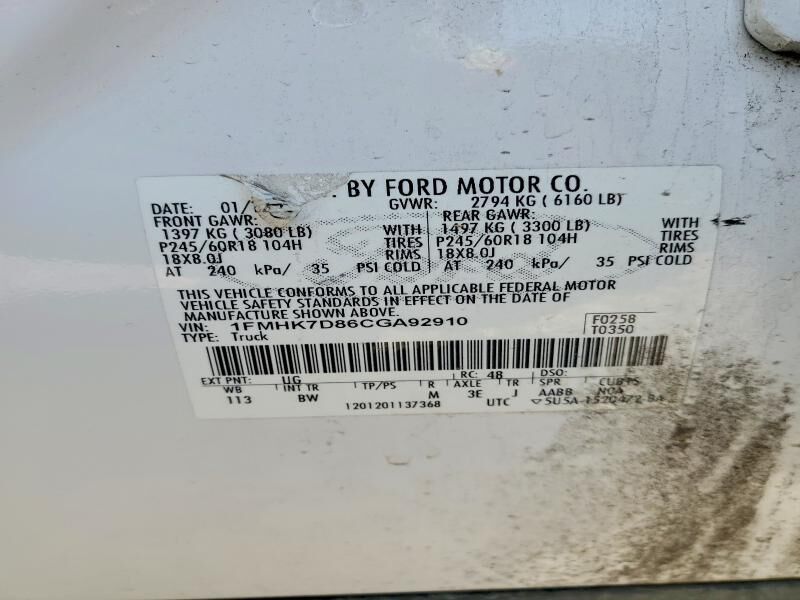 . BY FORD MOTOR CO.
DATE: 01/ GVWR: 2794 KG ( 6160 LB)
FRONT GAWR: REAR GAWR:
1397 KG ( 3080 LB) WITH 1497 KG ( 3300 LB) WITH
P245/60R18 104H TIRES P245/60R18 104H TIRES
18X8.0J RIMS 18X8.0J RIMS
AT 240 kPa/ 35 PSI COLD AT 240 kPa/ 35 PSI COLD
THIS VEHICLE CONFORMS TO ALL APPLICABLE FEDERAL MOTOR
VEHICLE SAFETY STANDARDS IN EFFECT ON THE DATE OF
MANUFACTURE SHOWN ABOVE.
VIN: 1FMHK7D86CGA92910 F0258
TYPE: Truck T0350
EXT PNT: UG RC: 48 DSO:
WB INT TR TP/PS R AXLE TR SPR CUB PS
113 BW M 3E J AABB NOA
1201201137368 UTC